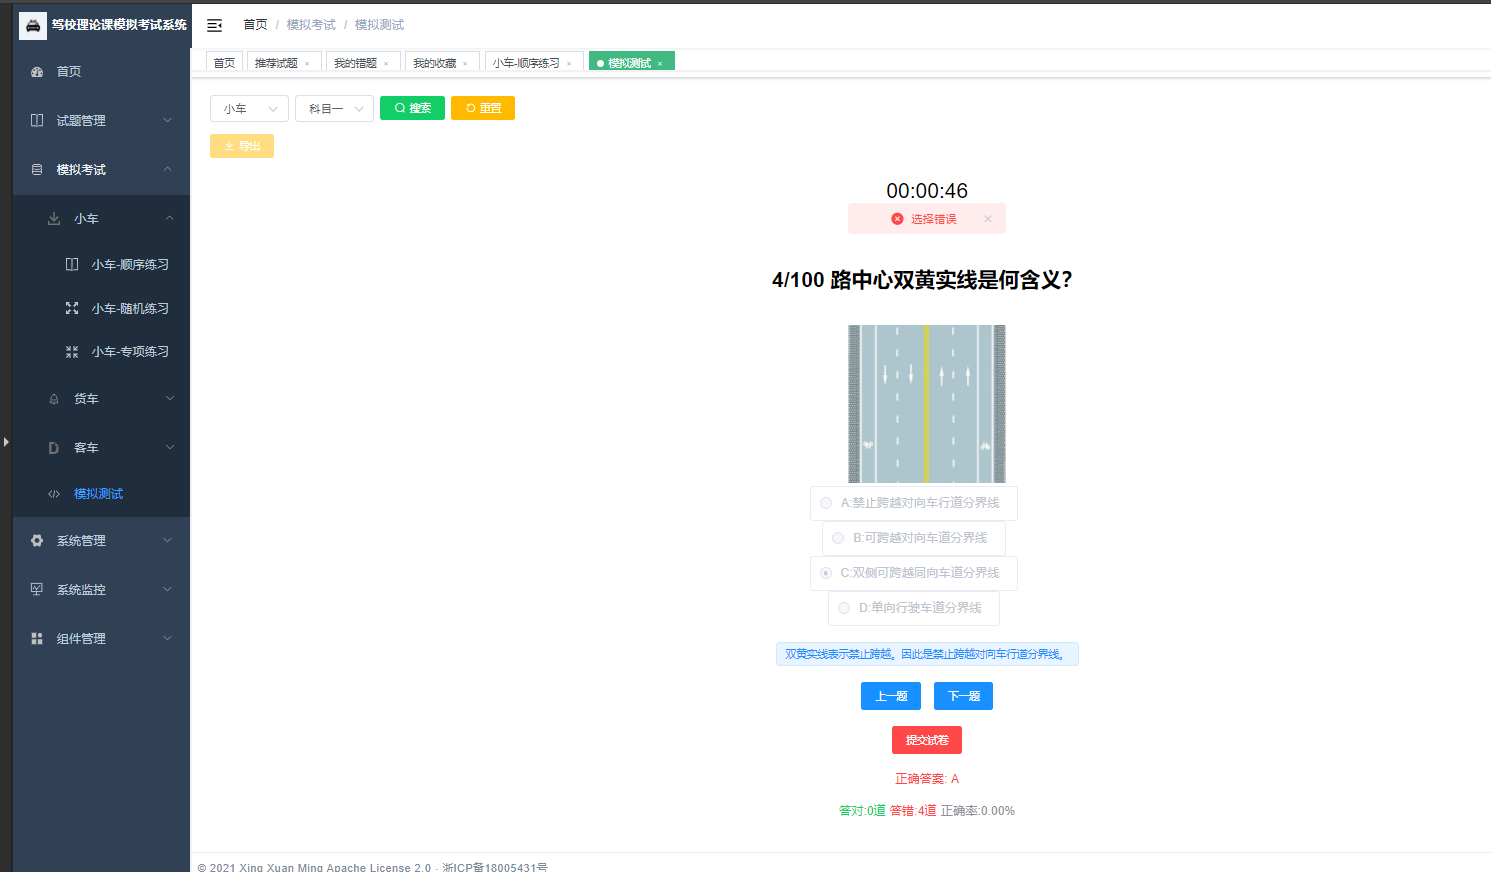 驾校理论课模拟考试系统
首页 / 模拟考试 / 模拟测试
首页 推荐试题 × 我的错题 × 我的收藏 × 小车-顺序练习 × 模拟测试 ×
首页
试题管理
模拟考试
小车
小车-顺序练习
小车-随机练习
小车-专项练习
货车
客车
模拟测试
系统管理
系统监控
组件管理
小车 科目一 搜索 重置
导出
00:00:46
选择错误
4/100 路中心双黄实线是何含义?
A:禁止跨越对向车行道分界线
B:可跨越对向车道分界线
C:双侧可跨越同向车道分界线
D:单向行驶车道分界线
双黄实线表示禁止跨越。因此是禁止跨越对向车行道分界线。
上一题 下一题
提交试卷
正确答案: A
答对:0道 答错:4道 正确率:0.00%
© 2021 Xing Xuan Ming Apache License 2.0 · 浙ICP备18005431号